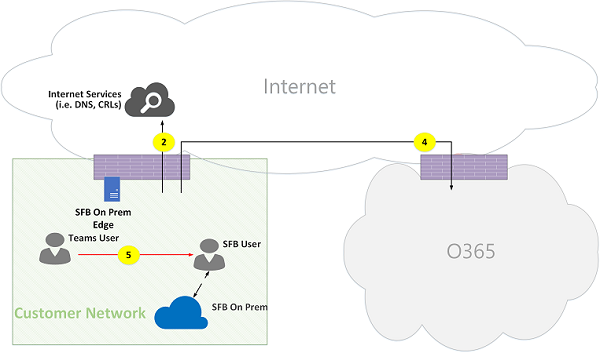 Internet
Internet Services
(i.e. DNS, CRLs)
2
4
SFB On Prem
Edge
Teams User
SFB User
5
O365
SFB On Prem
Customer Network